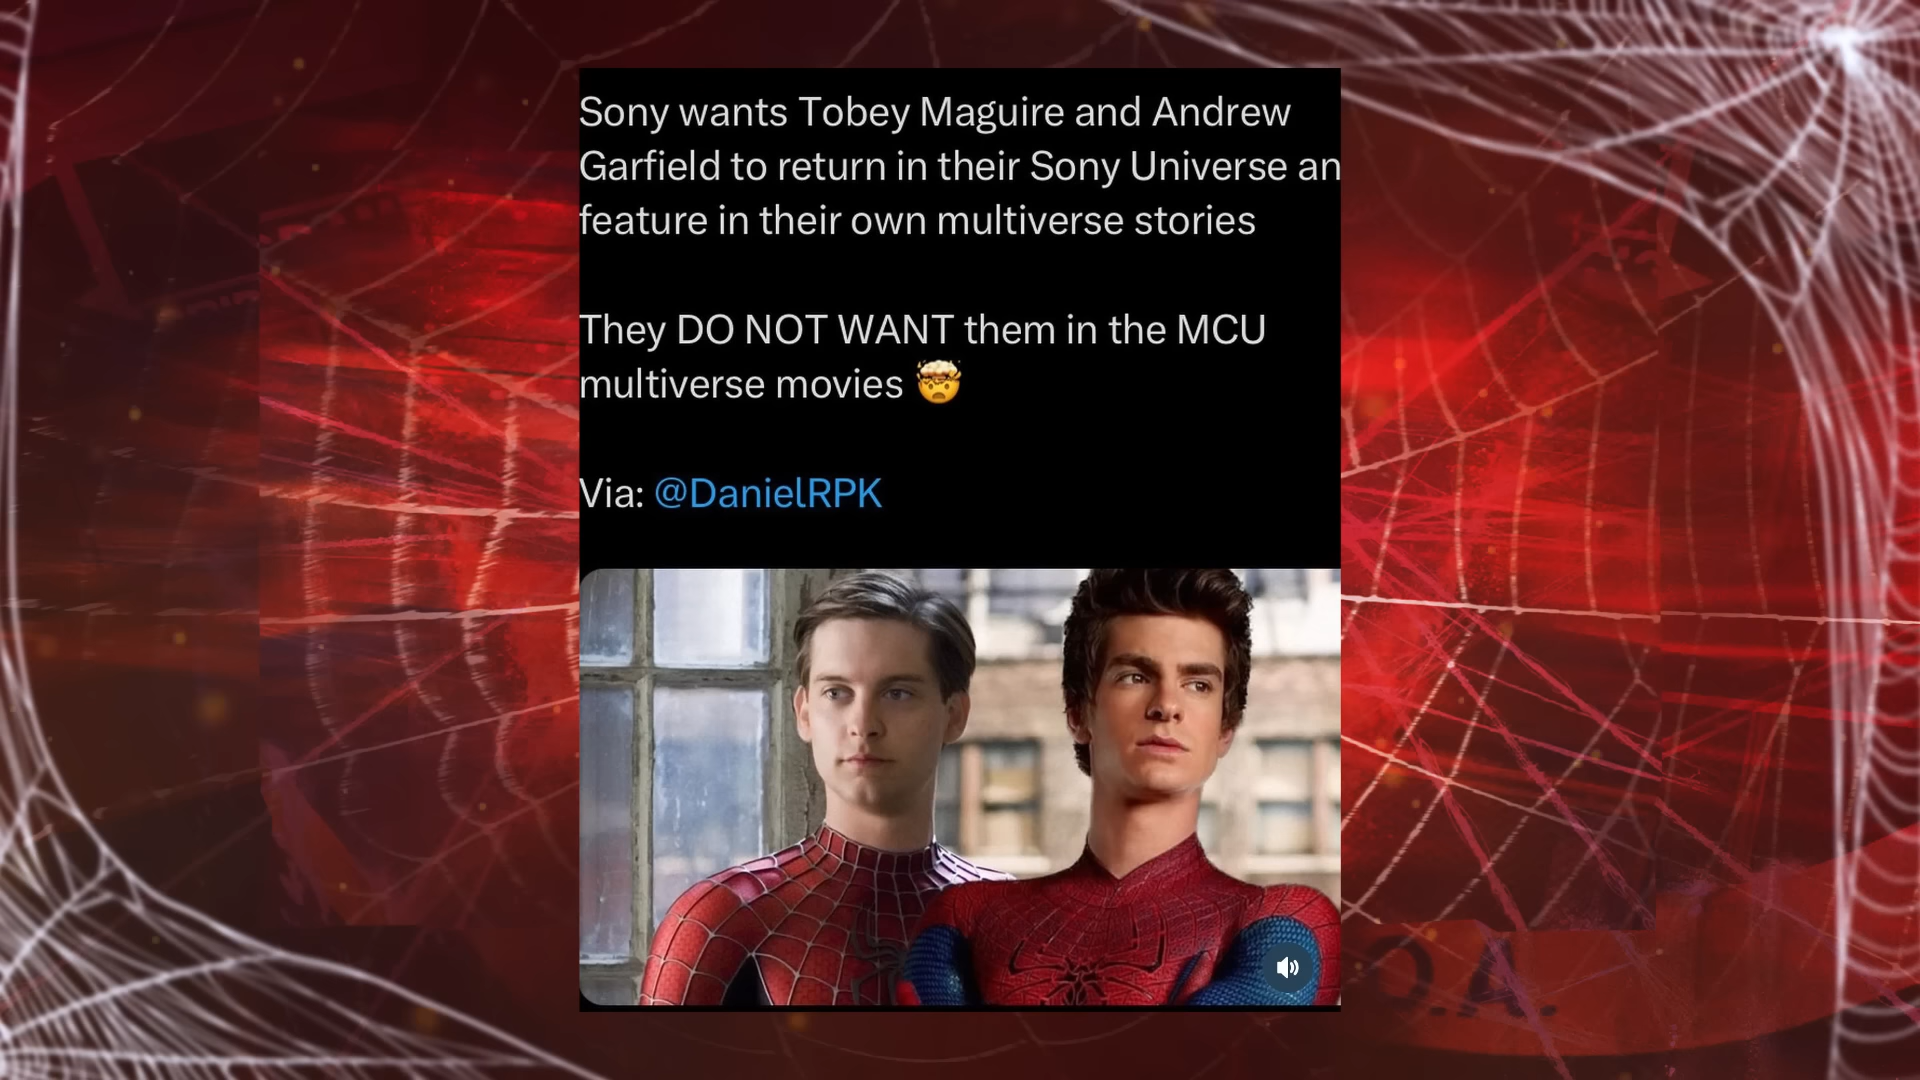 Sony wants Tobey Maguire and Andrew
Garfield to return in their Sony Universe an
feature in their own multiverse stories
They DO NOT WANT them in the MCU
multiverse movies 🤯
Via: @DanielRPK
O.A.